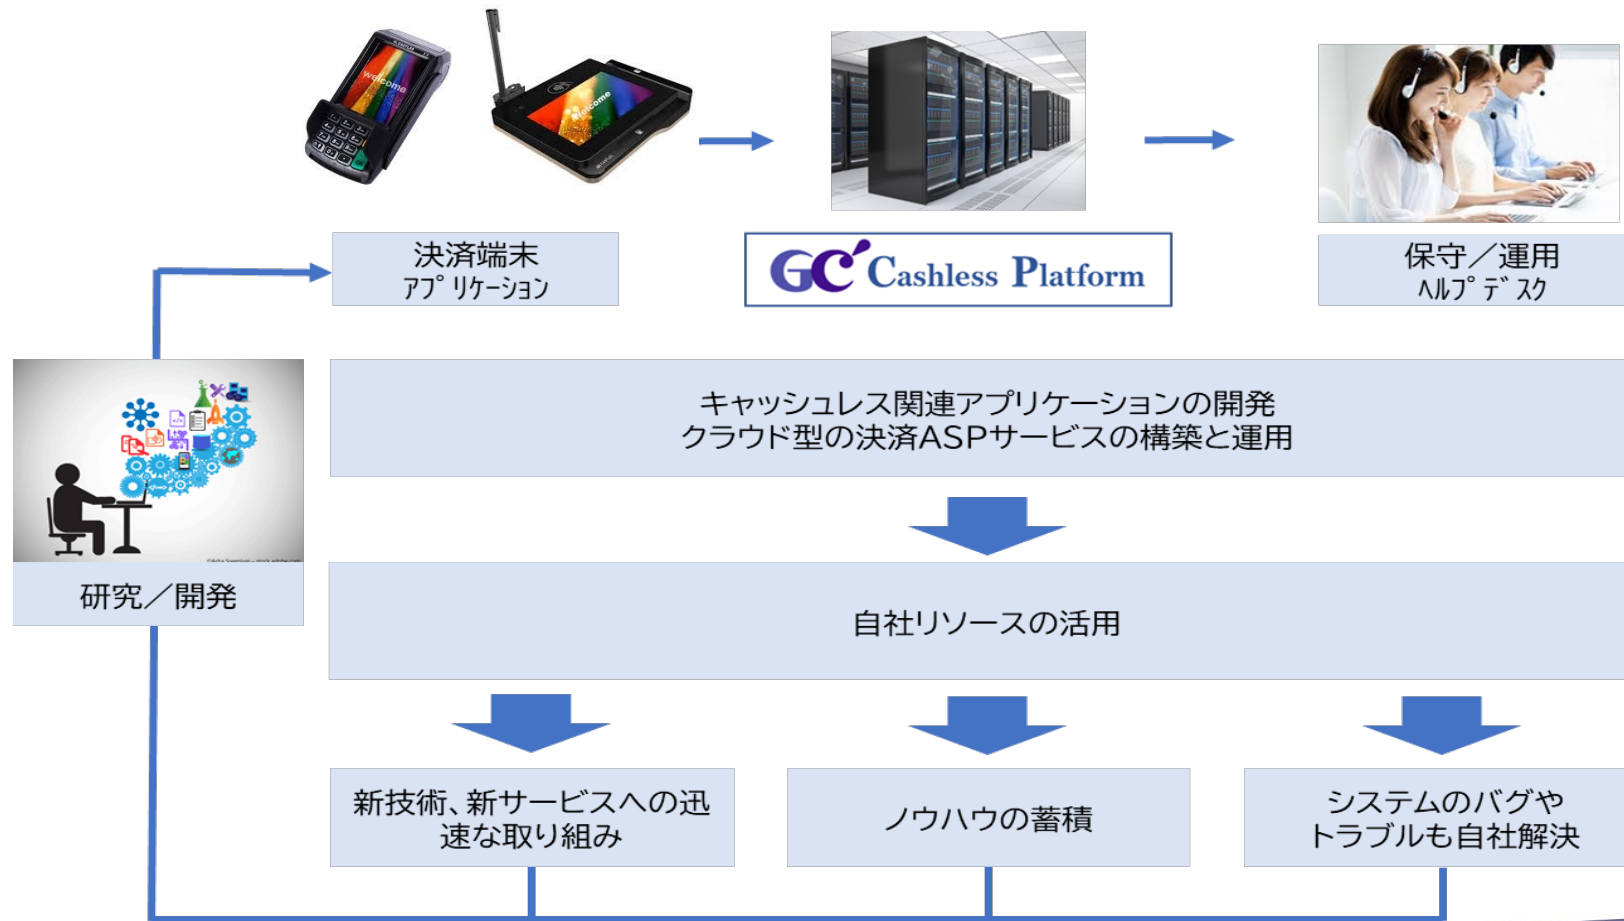 welcome
welcome
決済端末
アプリケーション
GC' Cashless Platform
保守／運用
ヘルプデスク
キャッシュレス関連アプリケーションの開発
クラウド型の決済ASPサービスの構築と運用
研究／開発
自社リソースの活用
新技術、新サービスへの迅
速な取り組み
ノウハウの蓄積
システムのバグや
トラブルも自社解決